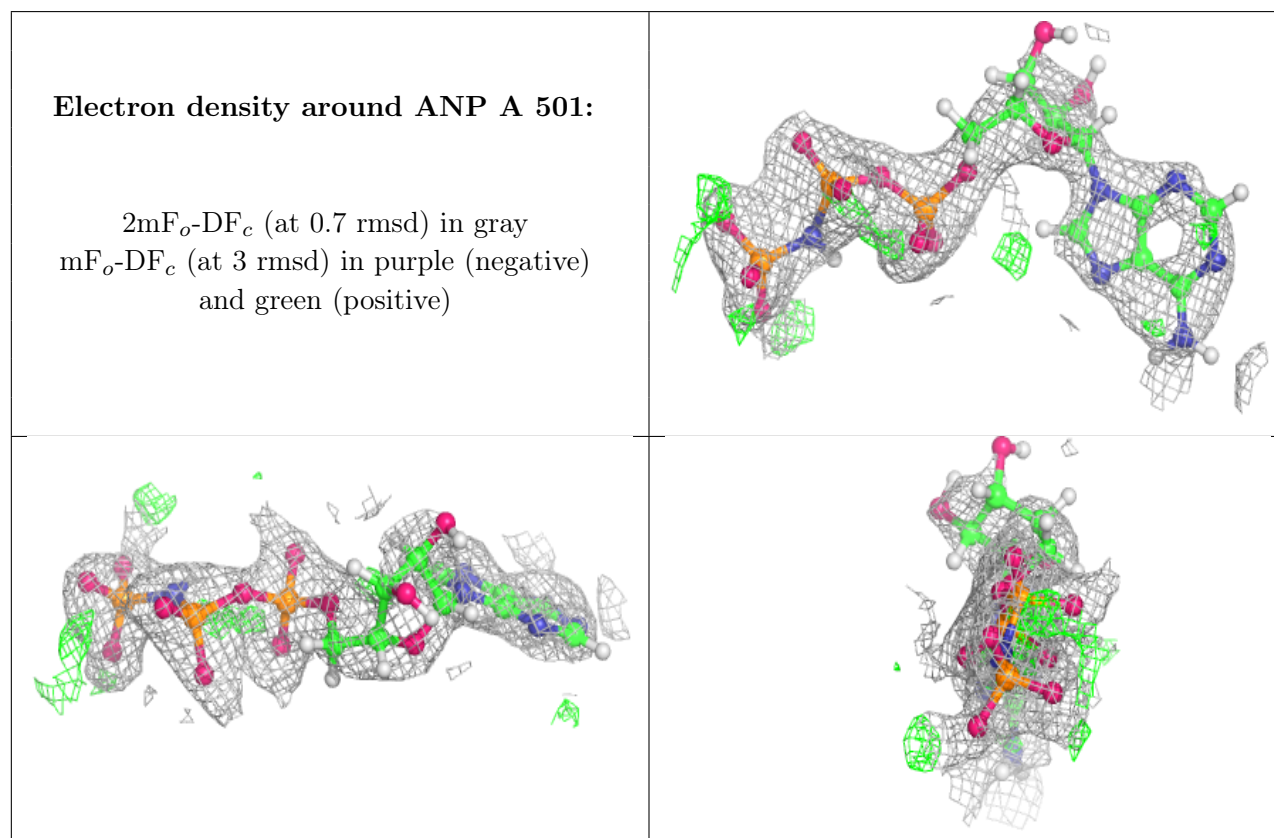 Electron density around ANP A 501:
2mFo-DFc (at 0.7 rmsd) in gray
mFo-DFc (at 3 rmsd) in purple (negative)
and green (positive)